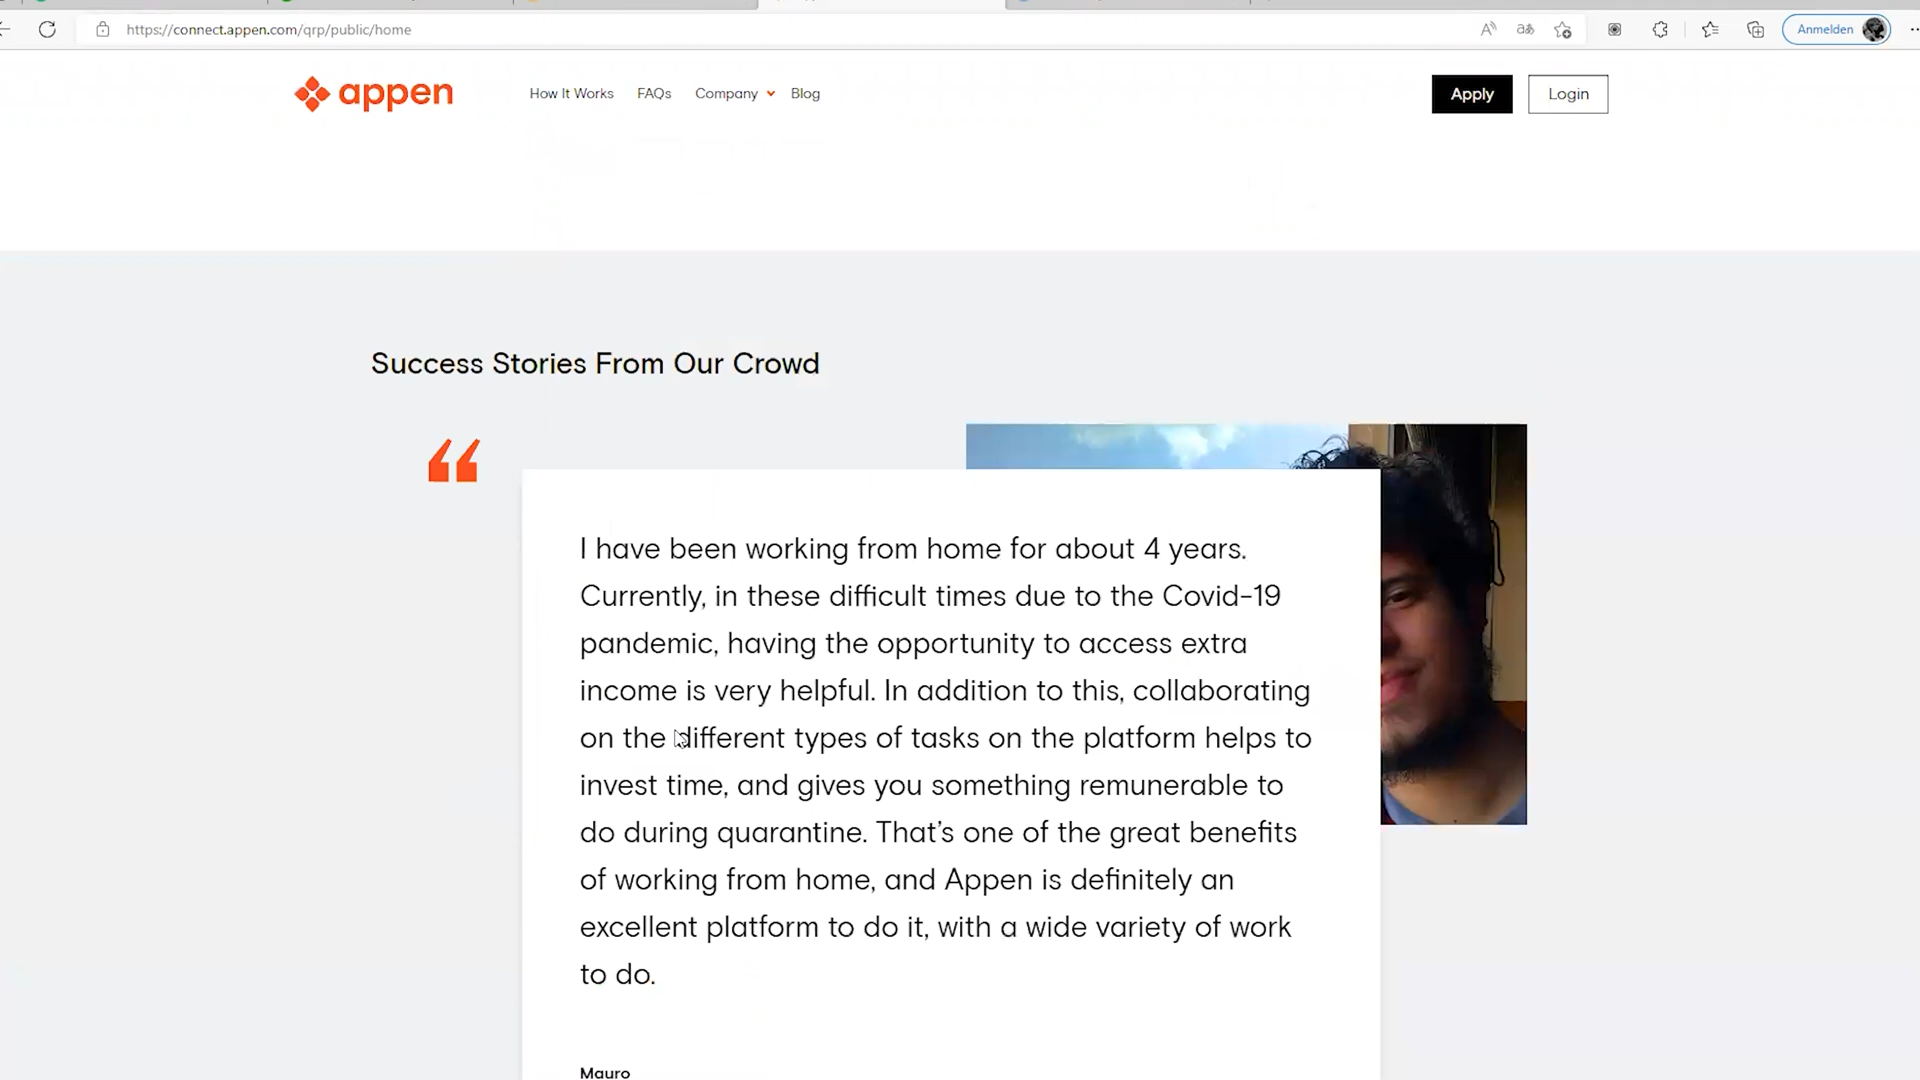 https://connect.appen.com/qrp/public/home
Anmelden
appen
How It Works
FAQs
Company
Blog
Apply
Login
Success Stories From Our Crowd
“
I have been working from home for about 4 years.
Currently, in these difficult times due to the Covid-19
pandemic, having the opportunity to access extra
income is very helpful. In addition to this, collaborating
on the different types of tasks on the platform helps to
invest time, and gives you something remunerable to
do during quarantine. That’s one of the great benefits
of working from home, and Appen is definitely an
excellent platform to do it, with a wide variety of work
to do.
Mauro